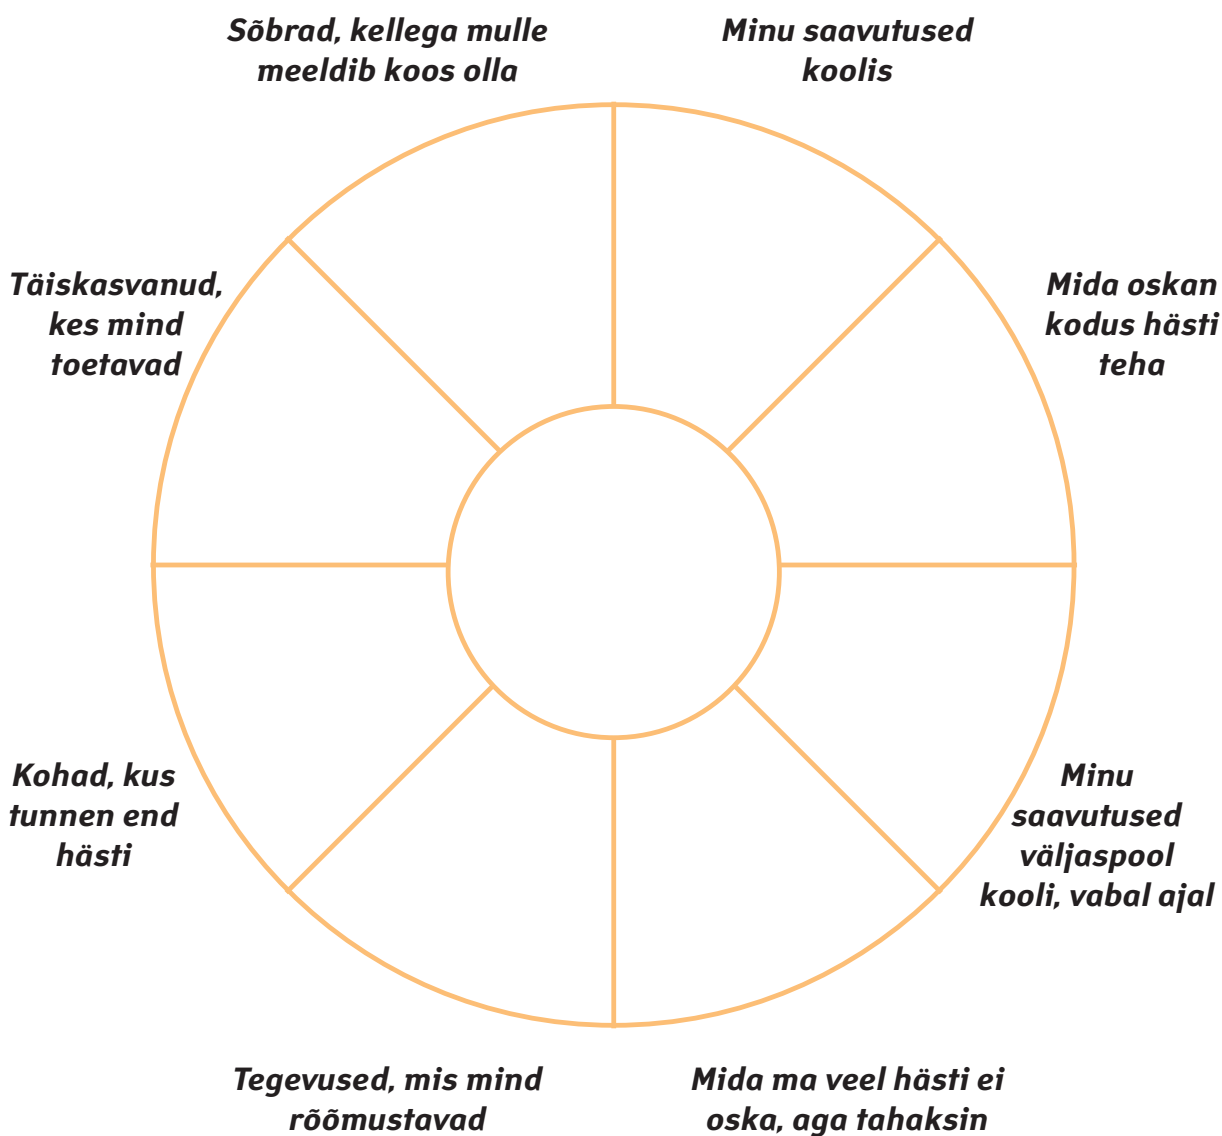 Sõbrad, kellega mulle
meeldib koos olla
Minu saavutused
koolis
Täiskasvanud,
kes mind
toetavad
Mida oskan
kodus hästi
teha
Kohad, kus
tunnen end
hästi
Minu
saavutused
väljaspool
kooli, vabal ajal
Tegevused, mis mind
rõõmustavad
Mida ma veel hästi ei
oska, aga tahaksin